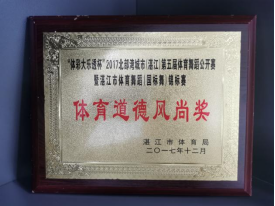 "体彩大乐透杯"2017北部湾城市(湛江)第五届体育舞蹈公开赛
暨湛江市体育舞蹈(国标舞)锦标赛
体育道德风尚奖
湛江市体育局
二〇一七年十二月